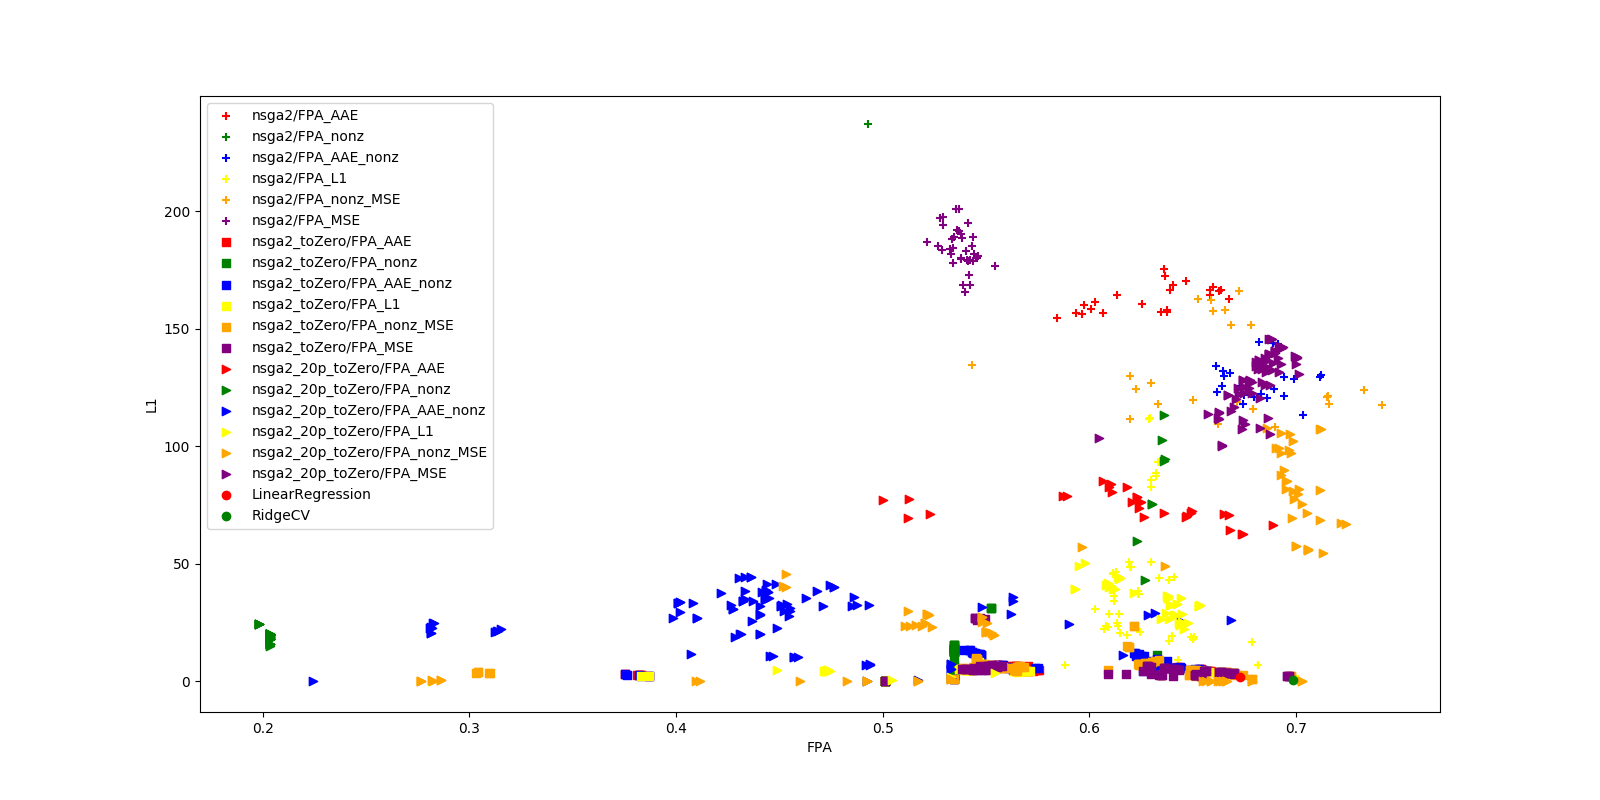 nsga2/FPA_AAE
nsga2/FPA_nonz
nsga2/FPA_AAE_nonz
nsga2/FPA_L1
nsga2/FPA_nonz_MSE
nsga2/FPA_MSE
nsga2_toZero/FPA_AAE
nsga2_toZero/FPA_nonz
nsga2_toZero/FPA_AAE_nonz
nsga2_toZero/FPA_L1
nsga2_toZero/FPA_nonz_MSE
nsga2_toZero/FPA_MSE
nsga2_20p_toZero/FPA_AAE
nsga2_20p_toZero/FPA_nonz
nsga2_20p_toZero/FPA_AAE_nonz
nsga2_20p_toZero/FPA_L1
nsga2_20p_toZero/FPA_nonz_MSE
nsga2_20p_toZero/FPA_MSE
LinearRegression
RidgeCV
200
150
100
50
0
L1
0.2 0.3 0.4 0.5 0.6 0.7
FPA